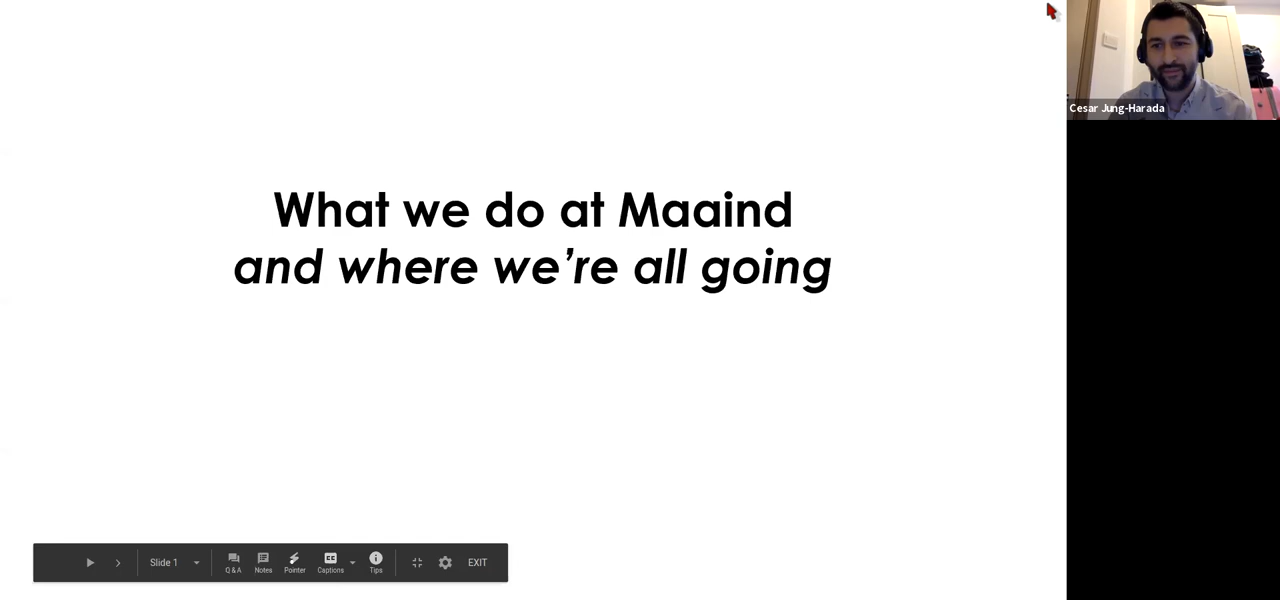 What we do at Maaind
and where we're all going
Cesar Jung-Harada
Slide 1
Q & A
Notes
Pointer
CC
Captions
Tips
EXIT